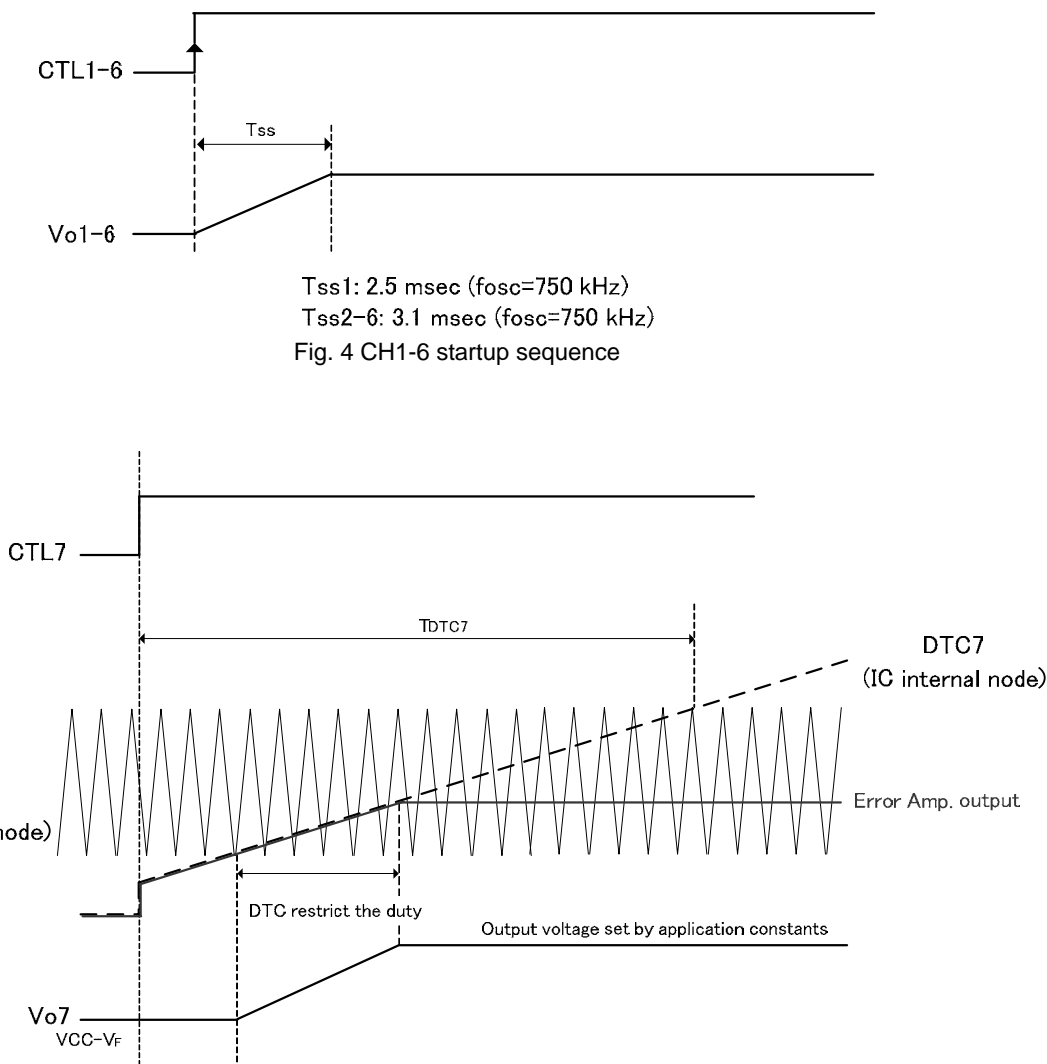 CTL1-6
Tss
Vo1-6
Tss1: 2.5 msec (fosc=750 kHz)
Tss2-6: 3.1 msec (fosc=750 kHz)
Fig. 4 CH1-6 startup sequence
CTL7
TDTC7
DTC7
(IC internal node)
Error Amp. output
node)
DTC restrict the duty
Output voltage set by application constants
Vo7
VCC-VF